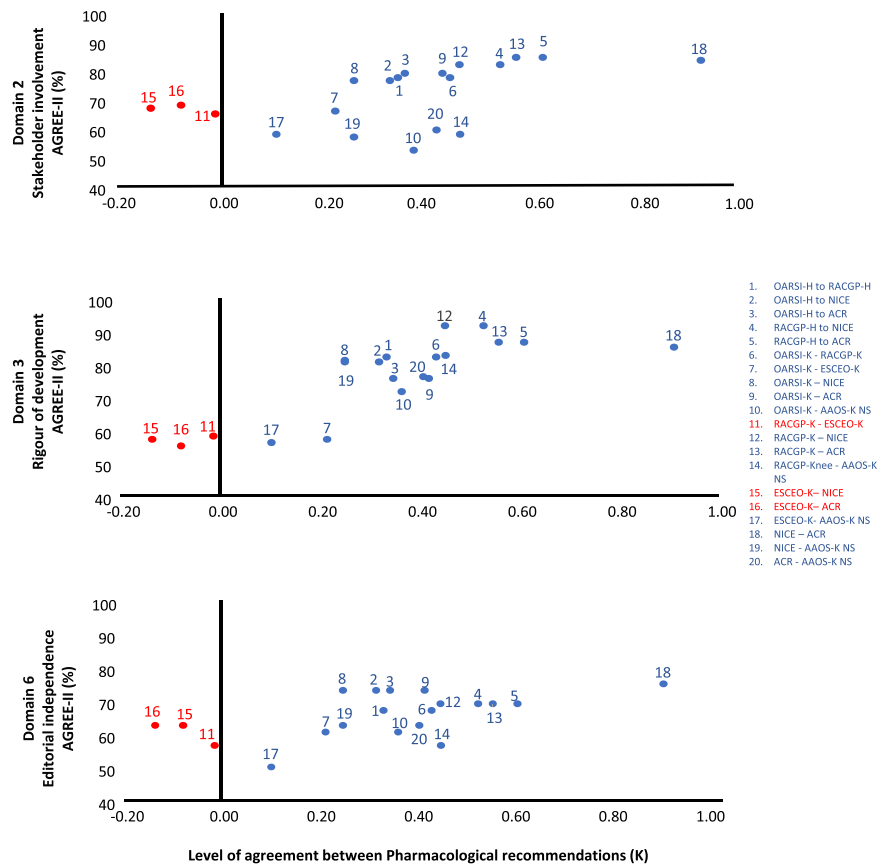 Domain 2
Stakeholder involvement
AGREE-II (%)
100
90
80
70
60
50
40
-0.20 0.00 0.20 0.40 0.60 0.80 1.00
15 16 11 17 7 8 19 2 1 3 10 9 20 6 12 14 4 13 5 18
Domain 3
Rigour of development
AGREE-II (%)
100
90
80
70
60
50
40
-0.20 0.00 0.20 0.40 0.60 0.80 1.00
15 16 11 17 7 8 19 2 1 3 10 20 9 6 12 14 4 13 5 18
Domain 6
Editorial independence
AGREE-II (%)
100
90
80
70
60
50
40
-0.20 0.00 0.20 0.40 0.60 0.80 1.00
16 15 11 17 7 8 19 2 1 3 10 20 9 6 12 14 4 13 5 18
Level of agreement between Pharmacological recommendations (K)
1. OARSI-H to RACGP-H
2. OARSI-H to NICE
3. OARSI-H to ACR
4. RACGP-H to NICE
5. RACGP-H to ACR
6. OARSI-K - RACGP-K
7. OARSI-K - ESCEO-K
8. OARSI-K – NICE
9. OARSI-K – ACR
10. OARSI-K - AAOS-K NS
11. RACGP-K - ESCEO-K
12. RACGP-K – NICE
13. RACGP-K – ACR
14. RACGP-Knee - AAOS-K
NS
15. ESCEO-K– NICE
16. ESCEO-K– ACR
17. ESCEO-K- AAOS-K NS
18. NICE – ACR
19. NICE - AAOS-K NS
20. ACR - AAOS-K NS